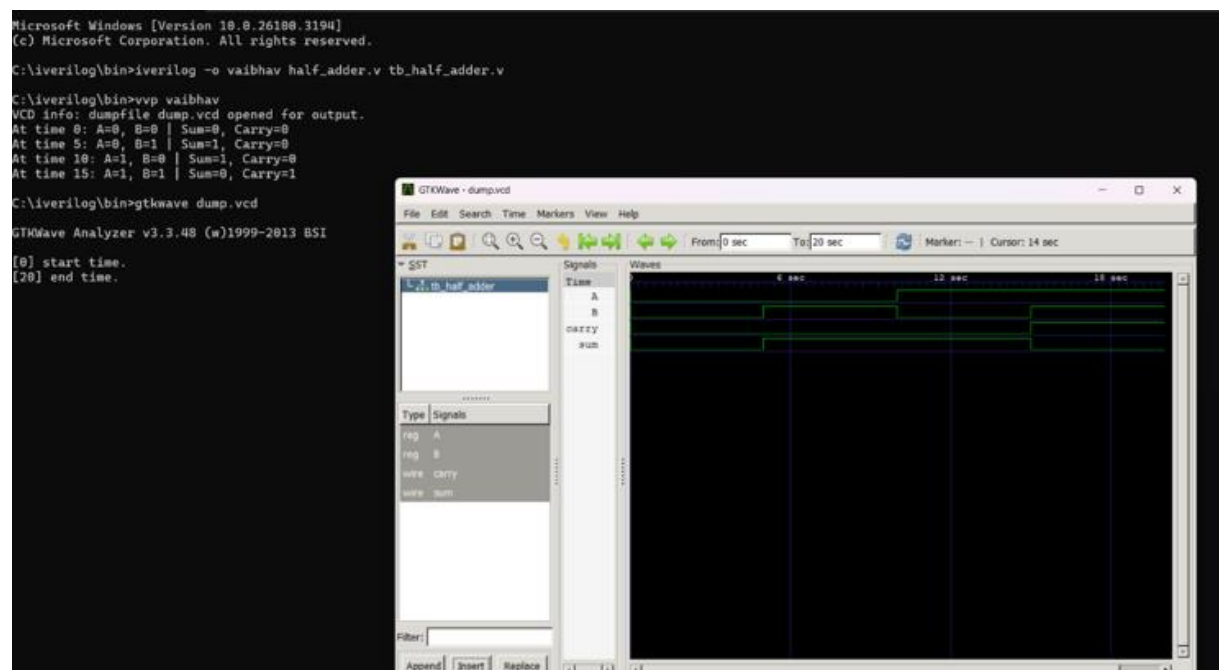 Microsoft Windows [Version 10.0.26100.3194]
(c) Microsoft Corporation. All rights reserved.
C:\iverilog\bin>iverilog -o vaibhav half_adder.v tb_half_adder.v
C:\iverilog\bin>vvp vaibhav
VCD info: dumpfile dump.vcd opened for output.
At time 0: A=0, B=0 | Sum=0, Carry=0
At time 5: A=0, B=1 | Sum=1, Carry=0
At time 10: A=1, B=0 | Sum=1, Carry=0
At time 15: A=1, B=1 | Sum=0, Carry=1
C:\iverilog\bin>gtkwave dump.vcd
GTKWave Analyzer v3.3.48 (w)1999-2013 BSI
[0] start time.
[20] end time.
GTKWave - dump.vcd
File Edit Search Time Markers View Help
From: 0 sec To: 20 sec Marker: -- | Cursor: 14 sec
SST
tb_half_adder
Type Signals
reg A
reg B
wire carry
wire sum
Filter:
Append Insert Replace
Signals
Time
A
B
carry
sum
Waves
6 sec 12 sec 18 sec